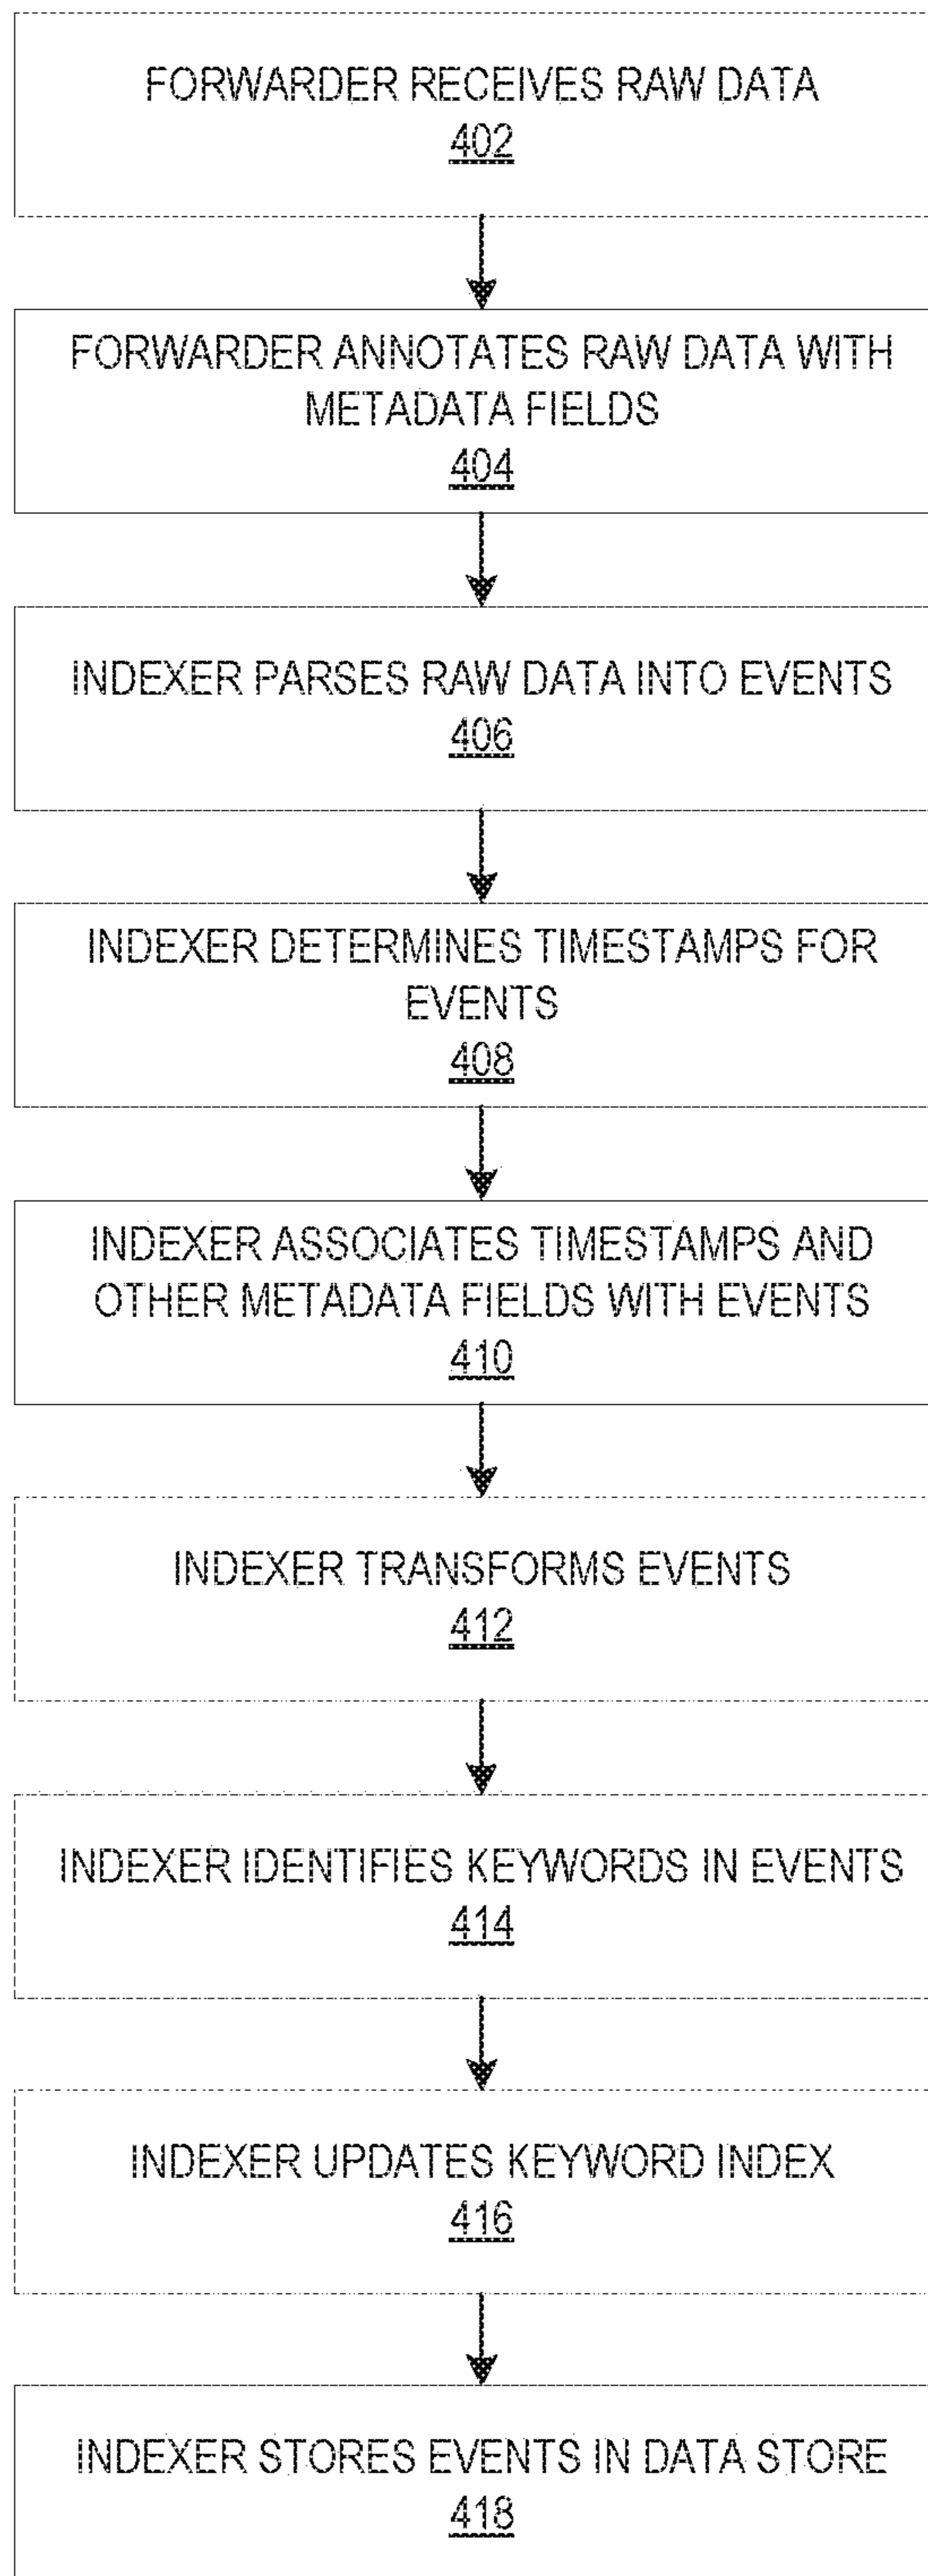 FORWARDER RECEIVES RAW DATA
402
FORWARDER ANNOTATES RAW DATA WITH
METADATA FIELDS
404
INDEXER PARSES RAW DATA INTO EVENTS
406
INDEXER DETERMINES TIMESTAMPS FOR
EVENTS
408
INDEXER ASSOCIATES TIMESTAMPS AND
OTHER METADATA FIELDS WITH EVENTS
410
INDEXER TRANSFORMS EVENTS
412
INDEXER IDENTIFIES KEYWORDS IN EVENTS
414
INDEXER UPDATES KEYWORD INDEX
416
INDEXER STORES EVENTS IN DATA STORE
418